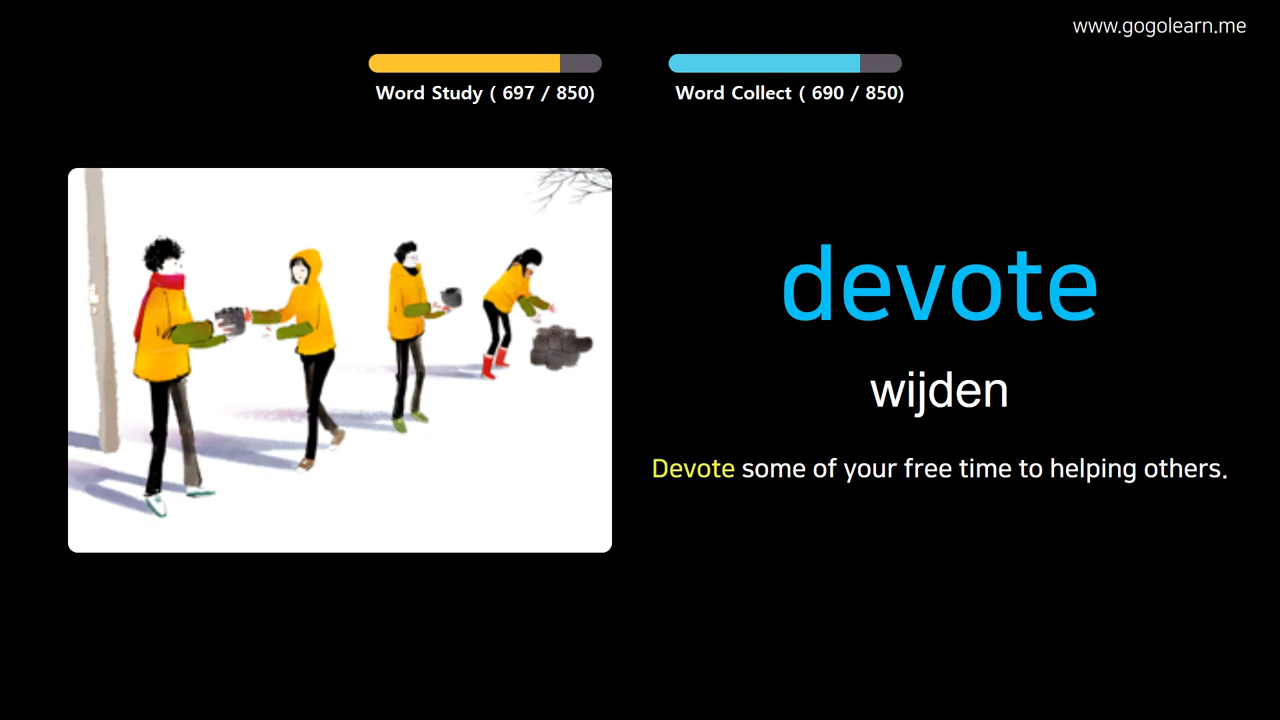 www.gogolearn.me
Word Study ( 697 / 850)
Word Collect ( 690 / 850)
devote
wijden
Devote some of your free time to helping others.